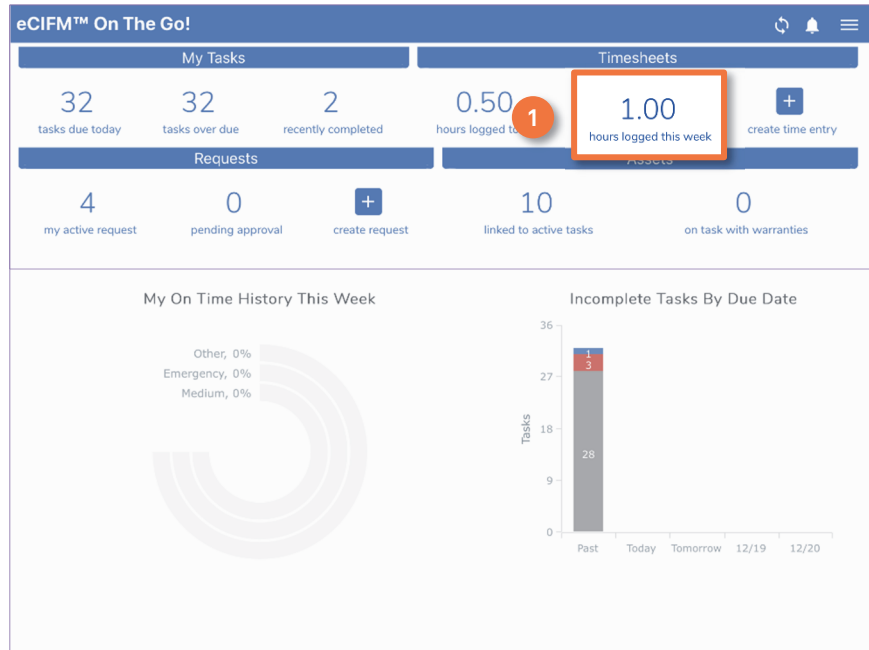 eCIFM™ On The Go!
My Tasks
Timesheets
32
32
2
0.50
1
1.00
+
tasks due today
tasks over due
recently completed
hours logged
hours logged this week
create time entry
Requests
Assets
4
0
+
10
0
my active request
pending approval
create request
linked to active tasks
on task with warranties
My On Time History This Week
Incomplete Tasks By Due Date
Other, 0%
Emergency, 0%
Medium, 0%
Tasks
36
27
18
9
0
1
3
28
Past
Today
Tomorrow
12/19
12/20